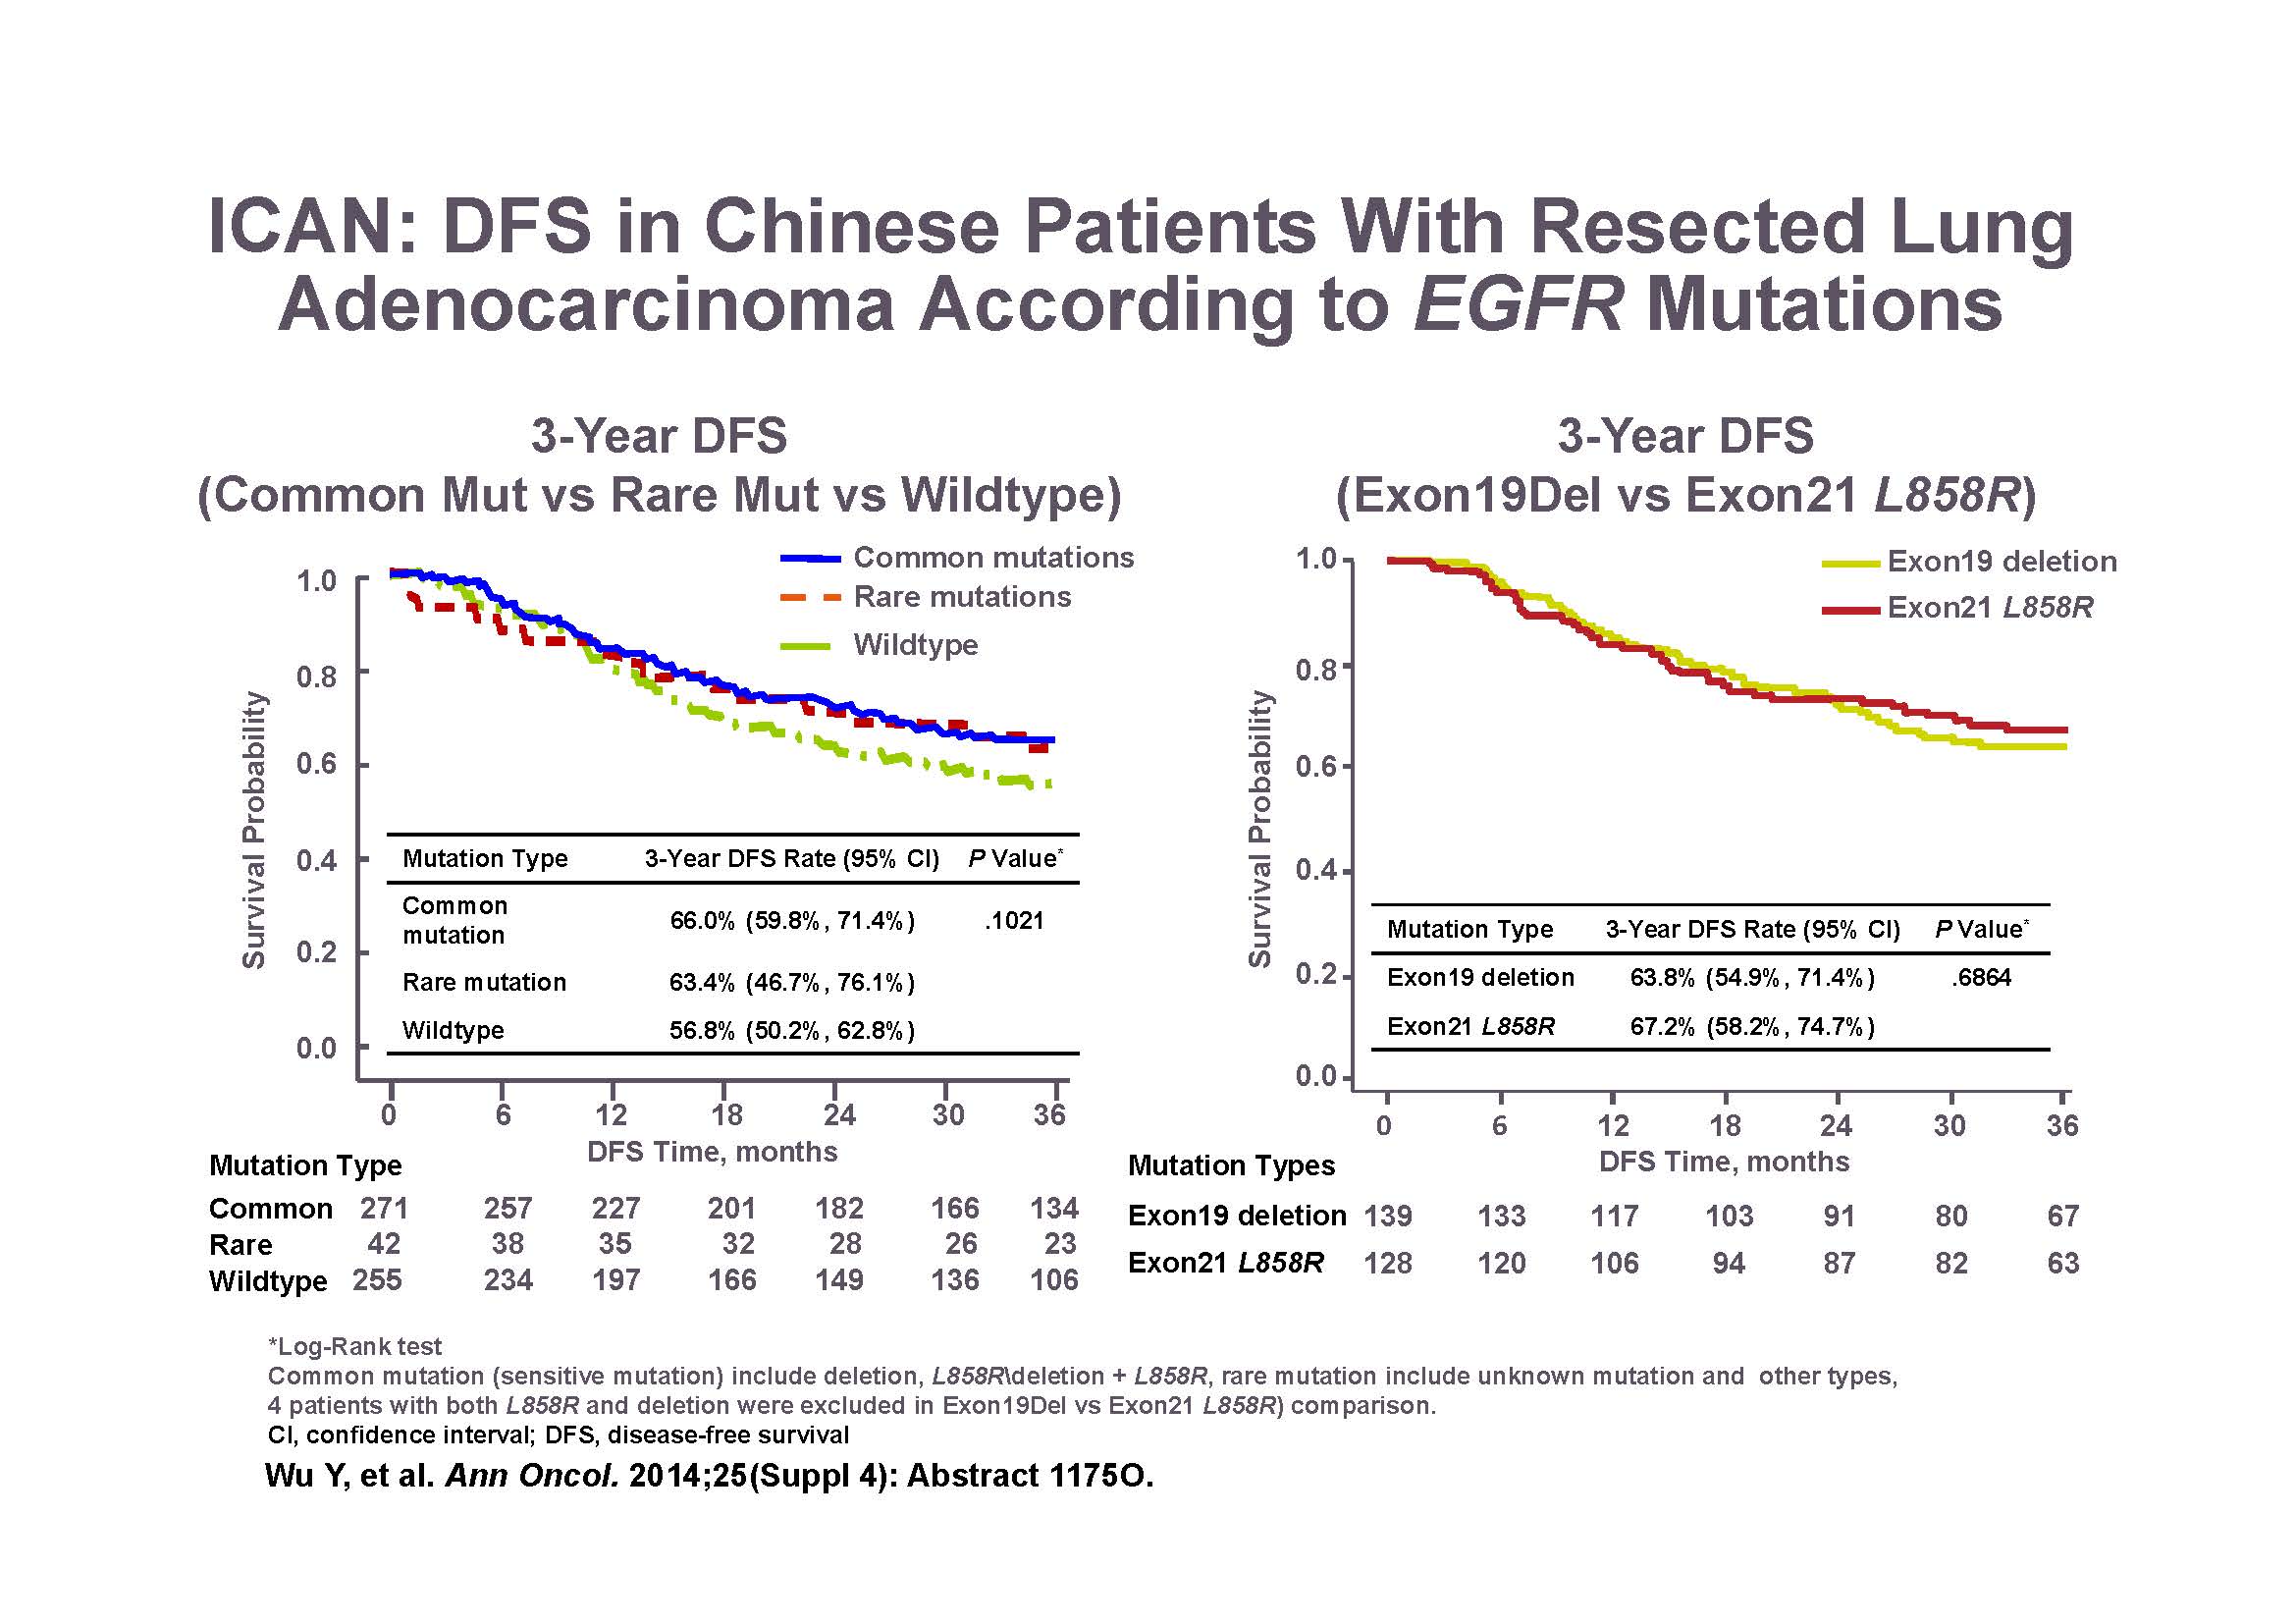 ICAN: DFS in Chinese Patients With Resected Lung
Adenocarcinoma According to EGFR Mutations
3-Year DFS
(Common Mut vs Rare Mut vs Wildtype)
Common mutations
Rare mutations
Wildtype
Survival Probability
1.0
0.8
0.6
0.4
0.2
0.0
Mutation Type 3-Year DFS Rate (95% CI) P Value*
Common
mutation 66.0% (59.8%, 71.4%) .1021
Rare mutation 63.4% (46.7%, 76.1%)
Wildtype 56.8% (50.2%, 62.8%)
0 6 12 18 24 30 36
DFS Time, months
Mutation Type
Common 271 257 227 201 182 166 134
Rare 42 38 35 32 28 26 23
Wildtype 255 234 197 166 149 136 106
3-Year DFS
(Exon19Del vs Exon21 L858R)
Exon19 deletion
Exon21 L858R
Survival Probability
1.0
0.8
0.6
0.4
0.2
0.0
Mutation Type 3-Year DFS Rate (95% CI) P Value*
Exon19 deletion 63.8% (54.9%, 71.4%) .6864
Exon21 L858R 67.2% (58.2%, 74.7%)
0 6 12 18 24 30 36
DFS Time, months
Mutation Types
Exon19 deletion 139 133 117 103 91 80 67
Exon21 L858R 128 120 106 94 87 82 63
*Log-Rank test
Common mutation (sensitive mutation) include deletion, L858R\deletion + L858R, rare mutation include unknown mutation and other types,
4 patients with both L858R and deletion were excluded in Exon19Del vs Exon21 L858R) comparison.
CI, confidence interval; DFS, disease-free survival
Wu Y, et al. Ann Oncol. 2014;25(Suppl 4): Abstract 1175O.